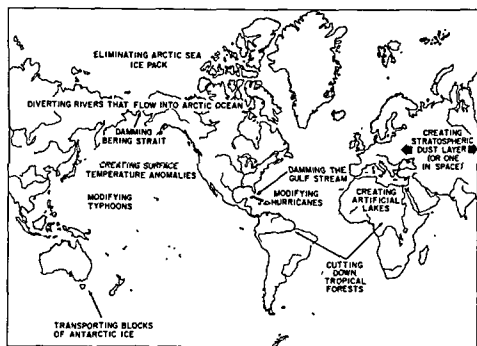 ELIMINATING ARCTIC SEA
ICE PACK
DIVERTING RIVERS THAT FLOW INTO ARCTIC OCEAN
DAMMING
BERING STRAIT
CREATING SURFACE
TEMPERATURE ANOMALIES
MODIFYING
TYPHOONS
DAMMING THE
GULF STREAM
MODIFYING
HURRICANES
CREATING
STRATOSPHERIC
DUST LAYER
(OR ONE
IN SPACE?)
CREATING
ARTIFICIAL
LAKES
CUTTING
DOWN
TROPICAL
FORESTS
TRANSPORTING BLOCKS
OF ANTARCTIC ICE